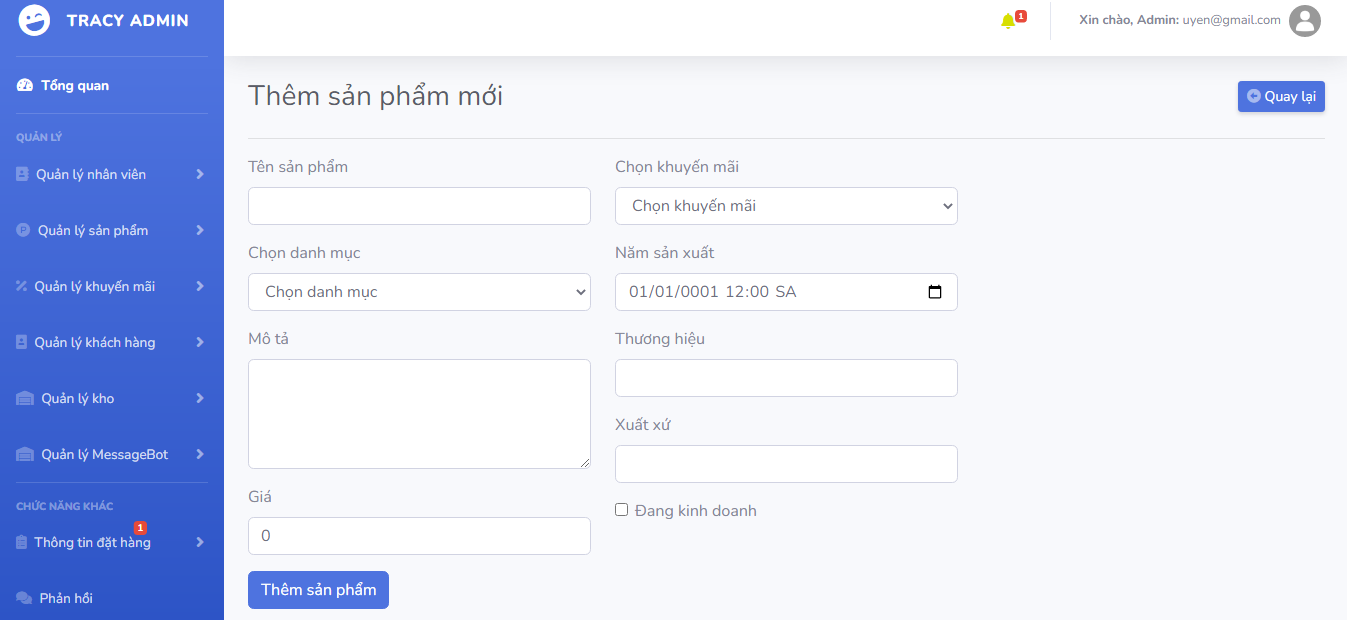 TRACY ADMIN
1
Xin chào, Admin: uyen@gmail.com
Tổng quan
QUẢN LÝ
Quản lý nhân viên
Quản lý sản phẩm
Quản lý khuyến mãi
Quản lý khách hàng
Quản lý kho
Quản lý MessageBot
CHỨC NĂNG KHÁC
1
Thông tin đặt hàng
Phản hồi
Thêm sản phẩm mới
Quay lại
Tên sản phẩm
Chọn danh mục
Chọn danh mục
Mô tả
Giá
0
Thêm sản phẩm
Chọn khuyến mãi
Chọn khuyến mãi
Năm sản xuất
01/01/0001 12:00 SA
Thương hiệu
Xuất xứ
Đang kinh doanh